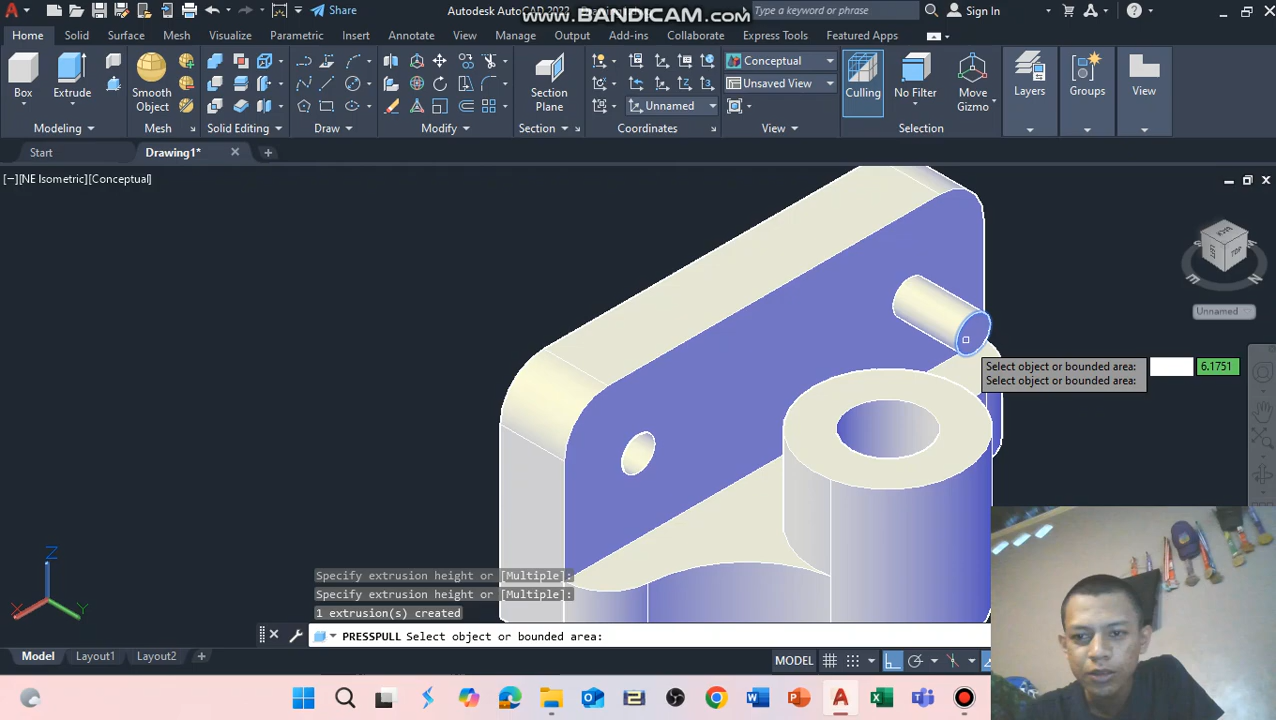 Share
Autodesk AutoCAD
www.BANDICAM.com
Type a keyword or phrase
Sign In
Home Solid Surface Mesh Visualize Parametric Insert Annotate View Manage Output Add-ins Collaborate Express Tools Featured Apps
Conceptual
Unsaved View
Unnamed
Box Extrude Smooth Object Section Plane Culling No Filter Move Gizmo Layers Groups View
Modeling Mesh Solid Editing Draw Modify Section Coordinates View Selection
Start Drawing1*
[−][NE Isometric][Conceptual]
LEFT TOP
E N
Unnamed
Select object or bounded area: 6.1751
Select object or bounded area:
Z
X Y
Specify extrusion height or [Multiple]:
Specify extrusion height or [Multiple]:
1 extrusion(s) created
PRESSPULL Select object or bounded area:
Model Layout1 Layout2 MODEL